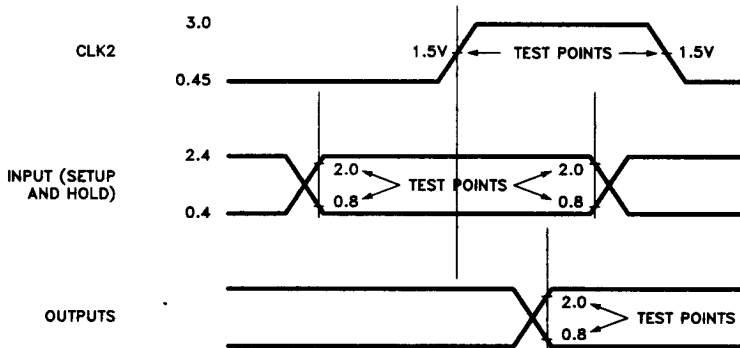 3.0
CLK2
1.5V
TEST POINTS
1.5V
0.45
2.4
INPUT (SETUP
AND HOLD)
2.0
2.0
TEST POINTS
0.8
0.8
0.4
OUTPUTS
2.0
TEST POINTS
0.8